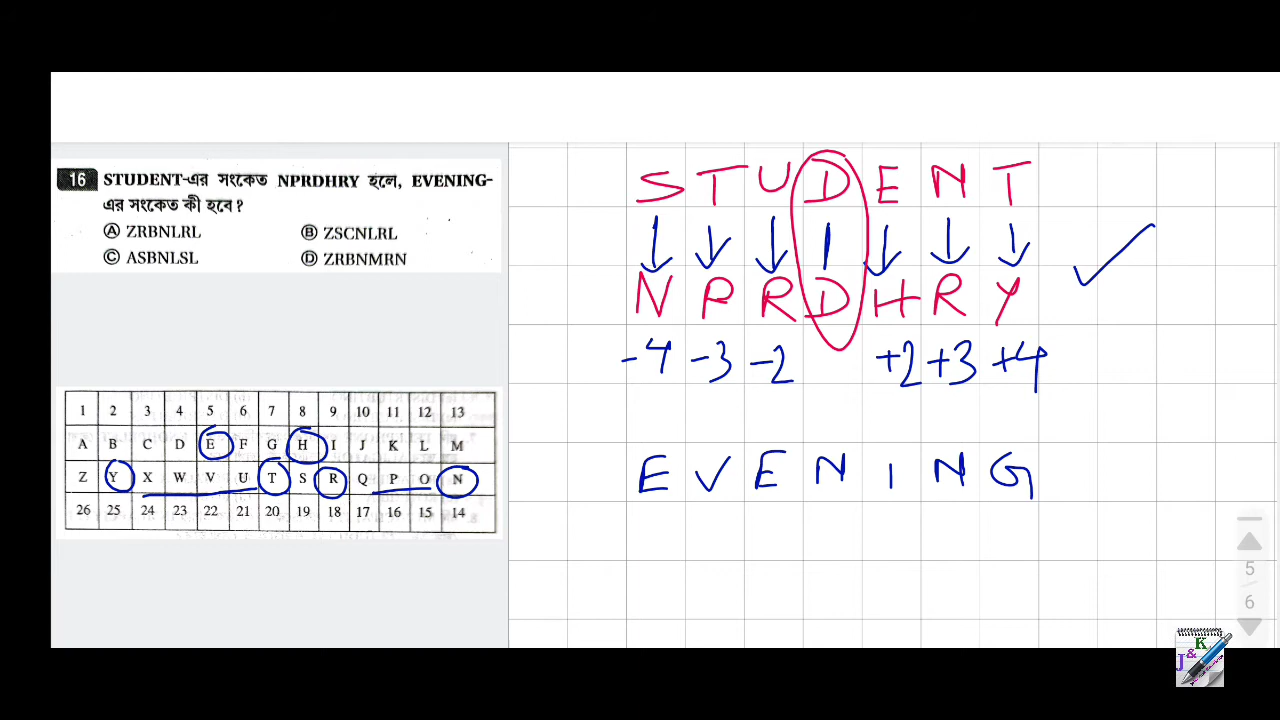 16 STUDENT-এর সংকেত NPRDHRY হলে, EVENING-
এর সংকেত কী হবে?
Ⓐ ZRBNLRL Ⓑ ZSCNLRL
Ⓒ ASBNLSL Ⓓ ZRBNMRN
1 2 3 4 5 6 7 8 9 10 11 12 13
A B C D E F G H I J K L M
Z Y X W V U T S R Q P O N
26 25 24 23 22 21 20 19 18 17 16 15 14
S T U D E N T
N P R D H R Y
-4 -3 -2 +2 +3 +4
E V E N I N G
5
6
J & K